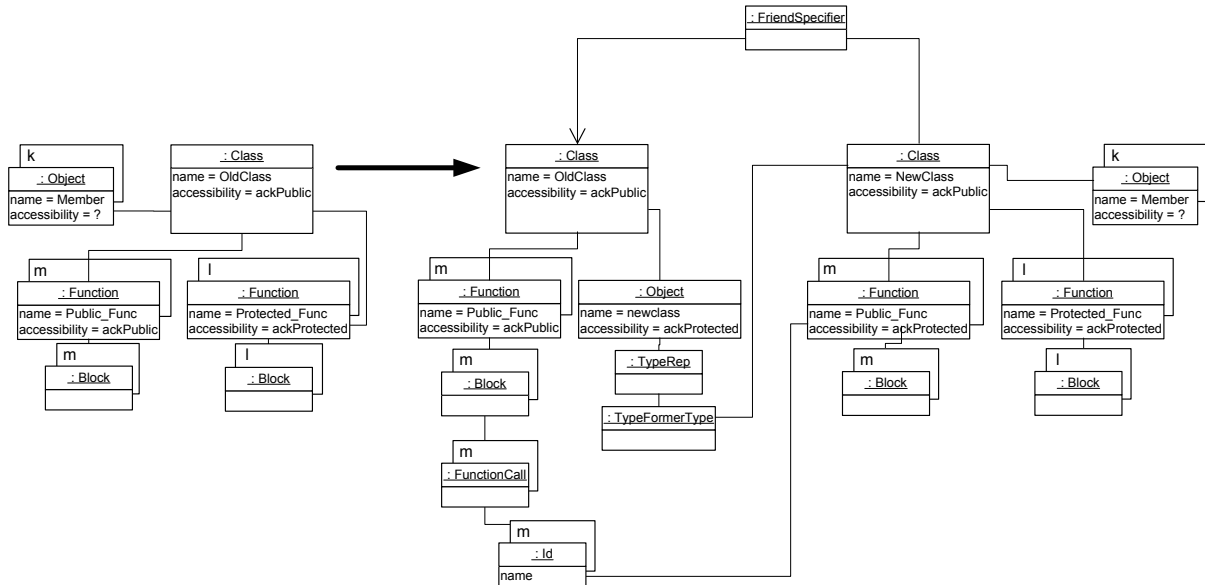 : FriendSpecifier
k
: Object
name = Member
accessibility = ?
: Class
name = OldClass
accessibility = ackPublic
m
: Function
name = Public_Func
accessibility = ackPublic
m
: Block
l
: Function
name = Protected_Func
accessibility = ackProtected
l
: Block
: Class
name = OldClass
accessibility = ackPublic
m
: Function
name = Public_Func
accessibility = ackPublic
m
: Block
m
: FunctionCall
m
: Id
name
: Object
name = newclass
accessibility = ackProtected
: TypeRep
: TypeFormerType
: Class
name = NewClass
accessibility = ackPublic
k
: Object
name = Member
accessibility = ?
m
: Function
name = Public_Func
accessibility = ackProtected
m
: Block
l
: Function
name = Protected_Func
accessibility = ackProtected
l
: Block